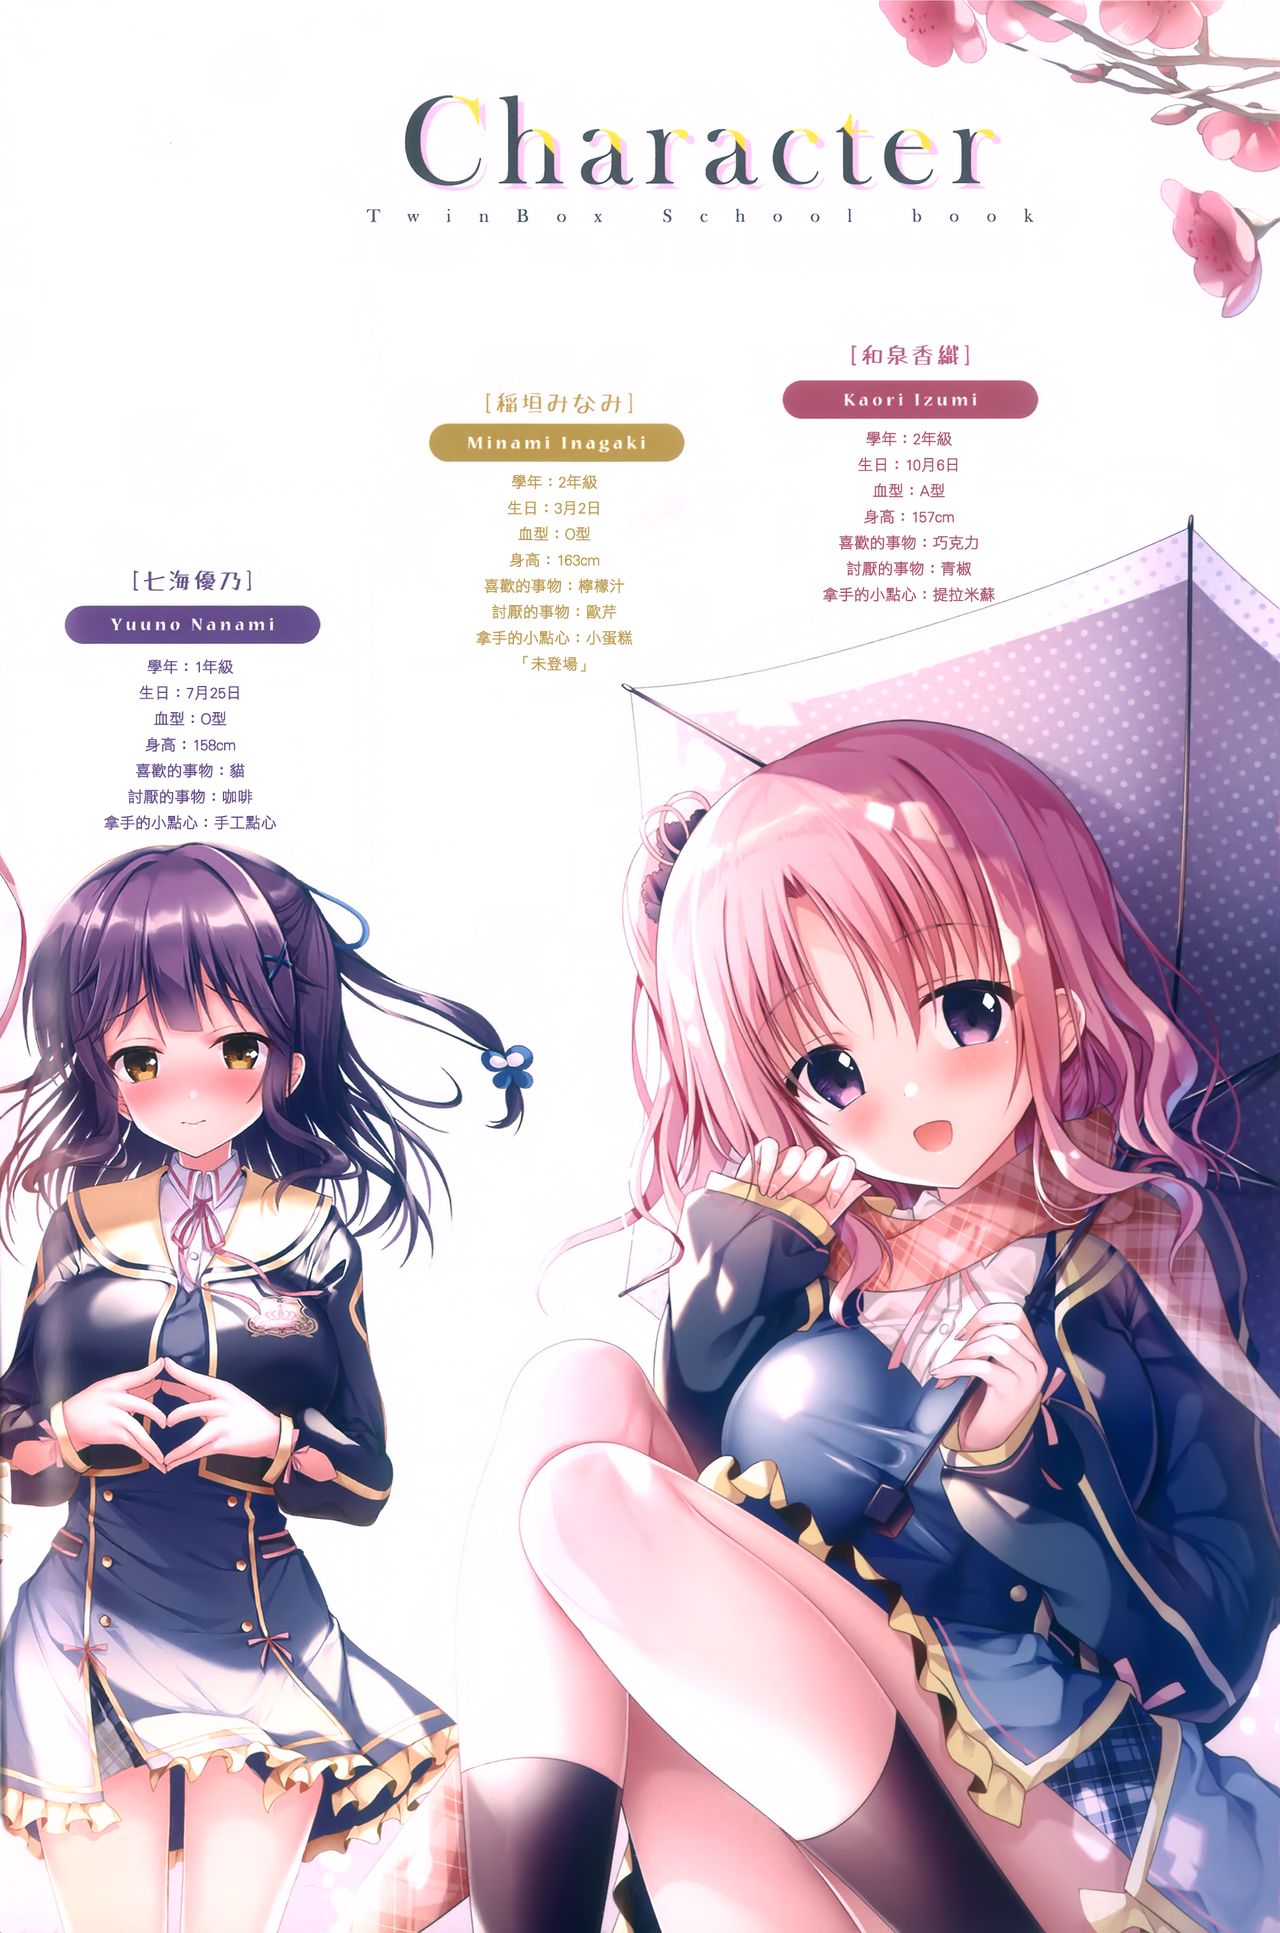 Character
TwinBox School book
[和泉香織]
Kaori Izumi
學年：2年級
生日：10月6日
血型：A型
身高：157cm
喜歡的事物：巧克力
討厭的事物：青椒
拿手的小點心：提拉米蘇
[稲垣みなみ]
Minami Inagaki
學年：2年級
生日：3月2日
血型：O型
身高：163cm
喜歡的事物：檸檬汁
討厭的事物：歐芹
拿手的小點心：小蛋糕
「未登場」
[七海優乃]
Yuuno Nanami
學年：1年級
生日：7月25日
血型：O型
身高：158cm
喜歡的事物：貓
討厭的事物：咖啡
拿手的小點心：手工點心